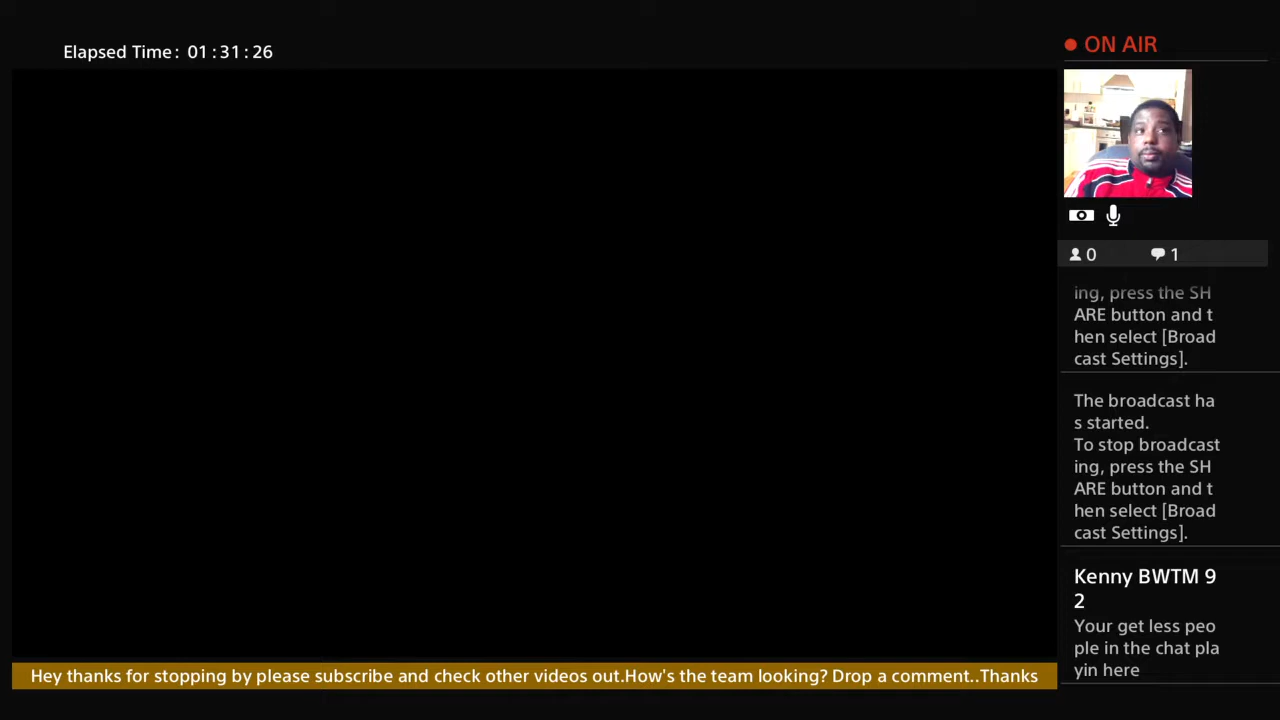 Elapsed Time: 01:31:26
ON AIR
0 1
ing, press the SH
ARE button and t
hen select [Broad
cast Settings].
The broadcast ha
s started.
To stop broadcast
ing, press the SH
ARE button and t
hen select [Broad
cast Settings].
Kenny BWTM 9
2
Your get less peo
ple in the chat pla
yin here
Hey thanks for stopping by please subscribe and check other videos out.How's the team looking? Drop a comment..Thanks